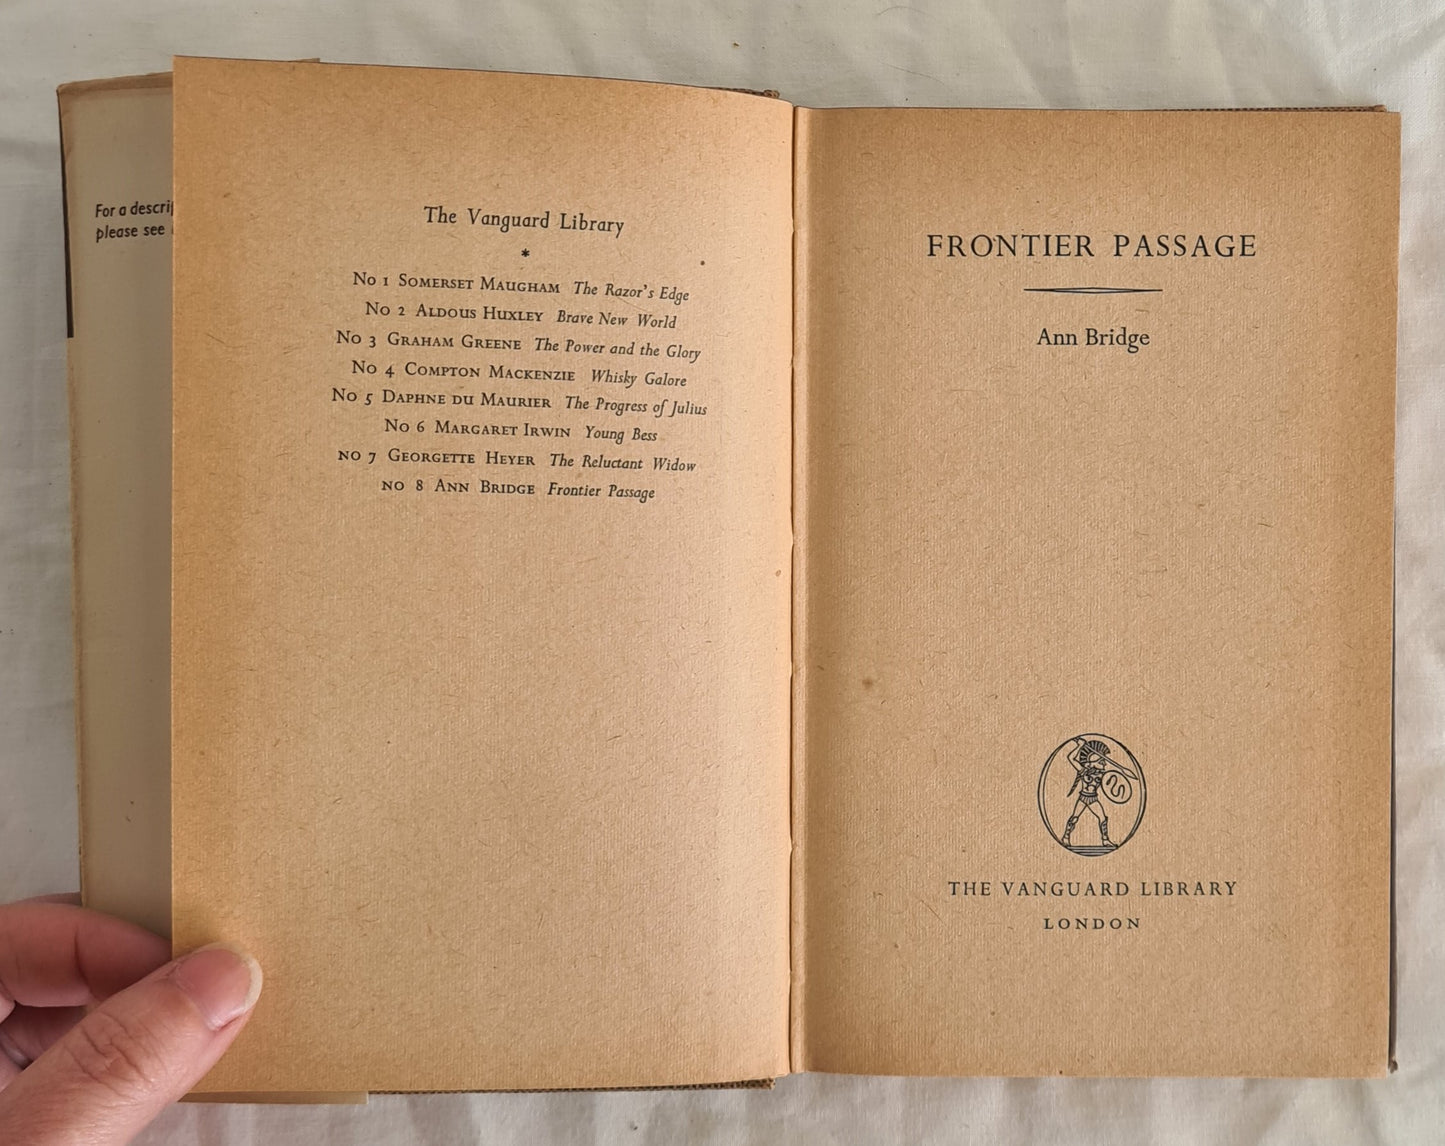 For a descrip
please see
The Vanguard Library
*
No 1 Somerset Maugham The Razor's Edge
No 2 Aldous Huxley Brave New World
No 3 Graham Greene The Power and the Glory
No 4 Compton Mackenzie Whisky Galore
No 5 Daphne du Maurier The Progress of Julius
No 6 Margaret Irwin Young Bess
no 7 Georgette Heyer The Reluctant Widow
no 8 Ann Bridge Frontier Passage
FRONTIER PASSAGE
Ann Bridge
THE VANGUARD LIBRARY
LONDON